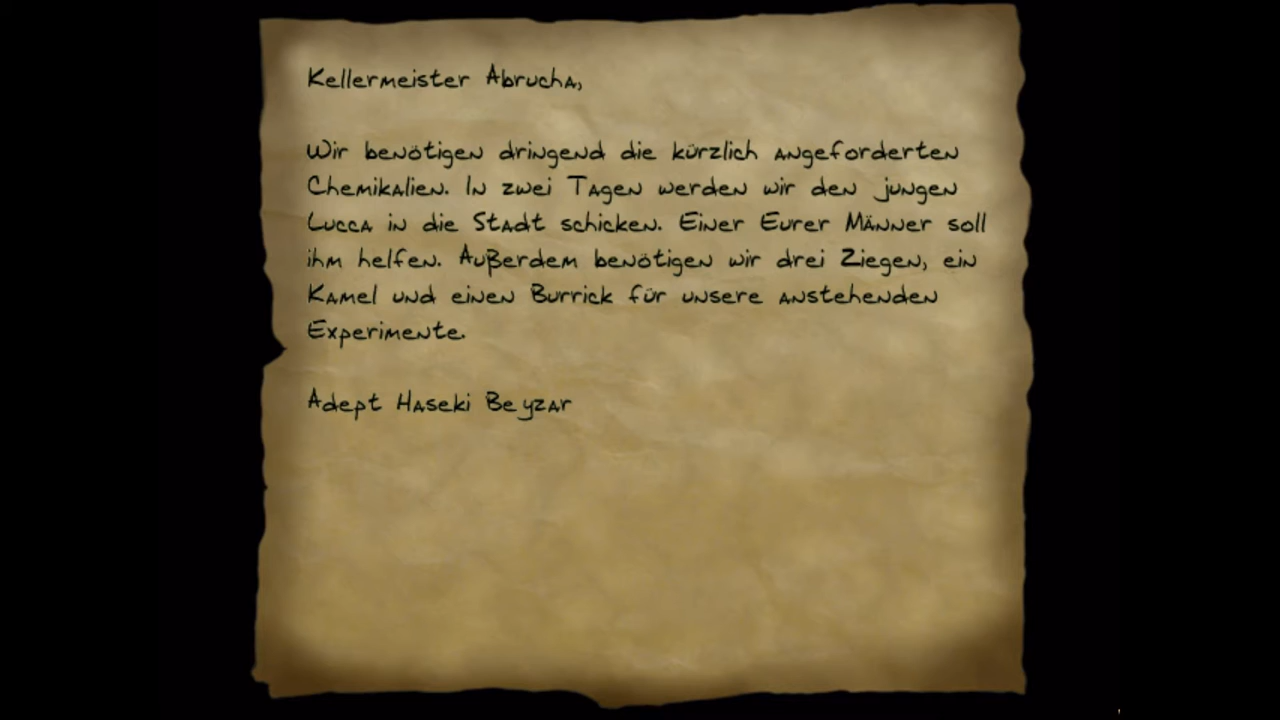 Kellermeister Abrucha,
Wir benötigen dringend die kürzlich angeforderten
Chemikalien. In zwei Tagen werden wir den jungen
Lucca in die Stadt schicken. Einer Eurer Männer soll
ihm helfen. Außerdem benötigen wir drei Ziegen, ein
Kamel und einen Burrick für unsere anstehenden
Experimente.
Adept Haseki Beyzar